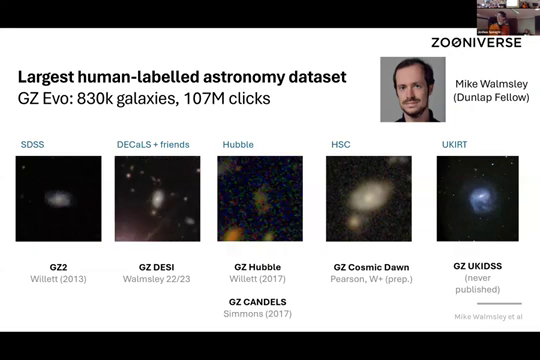 ZOONIVERSE
Largest human-labelled astronomy dataset
GZ Evo: 830k galaxies, 107M clicks
Mike Walmsley
(Dunlap Fellow)
SDSS
DECaLS + friends
Hubble
HSC
UKIRT
GZ2
Willett (2013)
GZ DESI
Walmsley 22/23
GZ Hubble
Willett (2017)
GZ CANDELS
Simmons (2017)
GZ Cosmic Dawn
Pearson, W+ (prep.)
GZ UKIDSS
(never
published)
Mike Walmsley et al